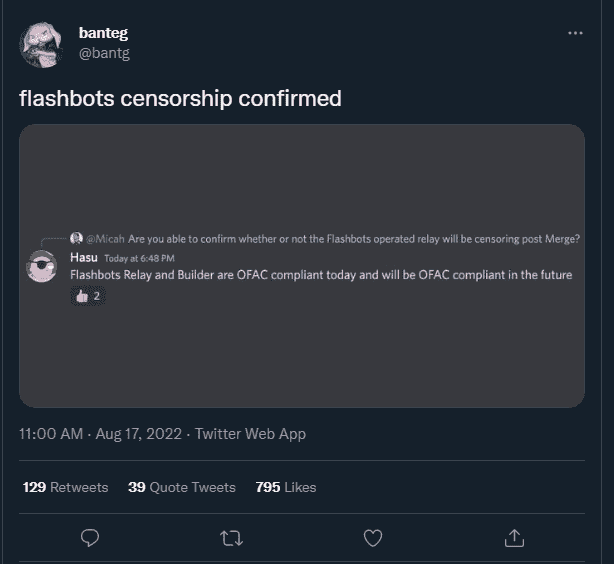 banteg
@bantg
flashbots censorship confirmed
@Micah Are you able to confirm whether or not the Flashbots operated relay will be censoring post Merge?
Hasu Today at 6:48 PM
Flashbots Relay and Builder are OFAC compliant today and will be OFAC compliant in the future
👍 2
11:00 AM · Aug 17, 2022 · Twitter Web App
129 Retweets 39 Quote Tweets 795 Likes